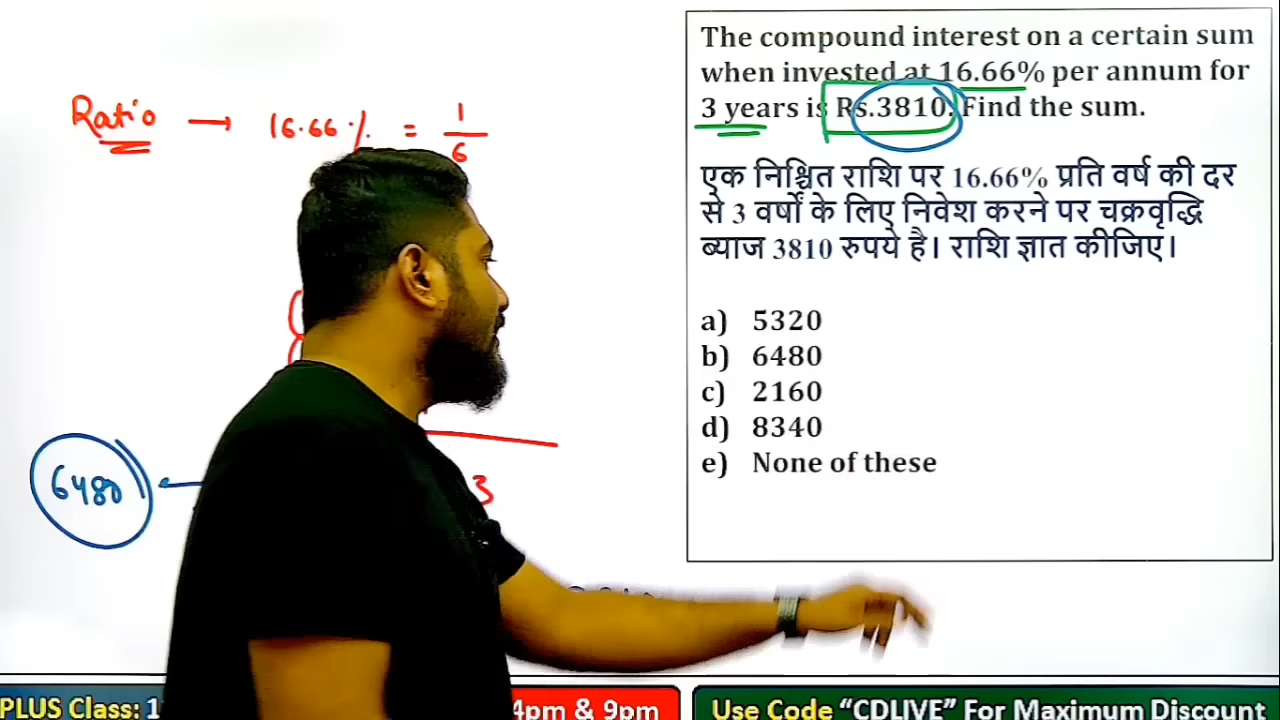 Ratio → 16.66% = 1/6
6480
3
The compound interest on a certain sum
when invested at 16.66% per annum for
3 years is Rs.3810. Find the sum.
एक निश्चित राशि पर 16.66% प्रति वर्ष की दर
से 3 वर्षों के लिए निवेश करने पर चक्रवृद्धि
ब्याज 3810 रुपये है। राशि ज्ञात कीजिए।
a) 5320
b) 6480
c) 2160
d) 8340
e) None of these
PLUS Class: 1
4pm & 9pm
Use Code “CDLIVE” For Maximum Discount